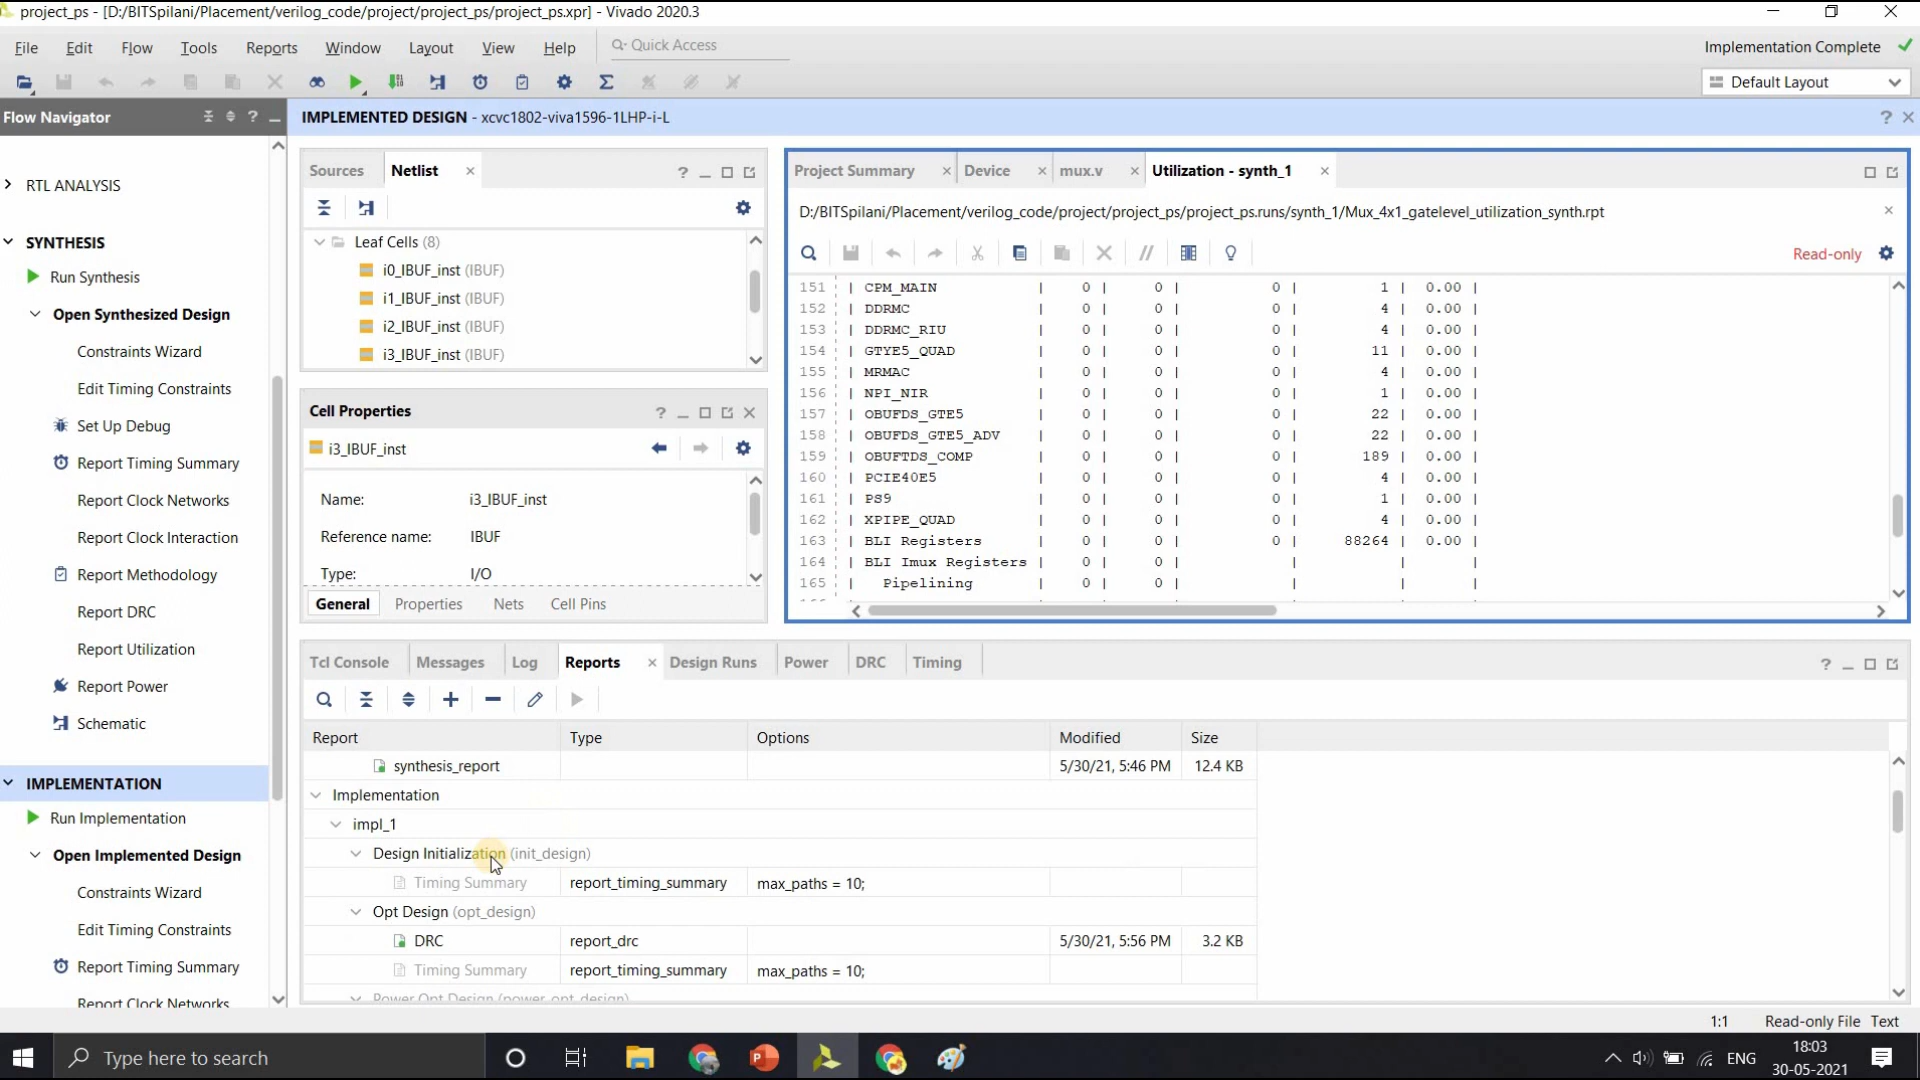 project_ps - [D:/BITSpilani/Placement/verilog_code/project/project_ps/project_ps.xpr] - Vivado 2020.3
File Edit Flow Tools Reports Window Layout View Help Quick Access
Implementation Complete
Default Layout
Flow Navigator
RTL ANALYSIS
SYNTHESIS
Run Synthesis
Open Synthesized Design
Constraints Wizard
Edit Timing Constraints
Set Up Debug
Report Timing Summary
Report Clock Networks
Report Clock Interaction
Report Methodology
Report DRC
Report Utilization
Report Power
Schematic
IMPLEMENTATION
Run Implementation
Open Implemented Design
Constraints Wizard
Edit Timing Constraints
Report Timing Summary
Report Clock Networks
IMPLEMENTED DESIGN - xcvc1802-viva1596-1LHP-i-L
Sources Netlist
Leaf Cells (8)
i0_IBUF_inst (IBUF)
i1_IBUF_inst (IBUF)
i2_IBUF_inst (IBUF)
i3_IBUF_inst (IBUF)
Cell Properties
i3_IBUF_inst
Name: i3_IBUF_inst
Reference name: IBUF
Type: I/O
General Properties Nets Cell Pins
Project Summary Device mux.v Utilization - synth_1
D:/BITSpilani/Placement/verilog_code/project/project_ps/project_ps.runs/synth_1/Mux_4x1_gatelevel_utilization_synth.rpt
Read-only
151 | CPM_MAIN | 0 | 0 | 0 | 1 | 0.00 |
152 | DDRMC | 0 | 0 | 0 | 4 | 0.00 |
153 | DDRMC_RIU | 0 | 0 | 0 | 4 | 0.00 |
154 | GTYE5_QUAD | 0 | 0 | 0 | 11 | 0.00 |
155 | MRMAC | 0 | 0 | 0 | 4 | 0.00 |
156 | NPI_NIR | 0 | 0 | 0 | 1 | 0.00 |
157 | OBUFDS_GTE5 | 0 | 0 | 0 | 22 | 0.00 |
158 | OBUFDS_GTE5_ADV | 0 | 0 | 0 | 22 | 0.00 |
159 | OBUFTDS_COMP | 0 | 0 | 0 | 189 | 0.00 |
160 | PCIE40E5 | 0 | 0 | 0 | 4 | 0.00 |
161 | PS9 | 0 | 0 | 0 | 1 | 0.00 |
162 | XPIPE_QUAD | 0 | 0 | 0 | 4 | 0.00 |
163 | BLI Registers | 0 | 0 | 0 | 88264 | 0.00 |
164 | BLI Imux Registers | 0 | 0 | | | |
165 | Pipelining | 0 | 0 | | | |
Tcl Console Messages Log Reports Design Runs Power DRC Timing
Report Type Options Modified Size
synthesis_report 5/30/21, 5:46 PM 12.4 KB
Implementation
impl_1
Design Initialization (init_design)
Timing Summary report_timing_summary max_paths = 10;
Opt Design (opt_design)
DRC report_drc 5/30/21, 5:56 PM 3.2 KB
Timing Summary report_timing_summary max_paths = 10;
Power Opt Design (power_opt_design)
1:1 Read-only File Text
Type here to search
ENG
18:03
30-05-2021